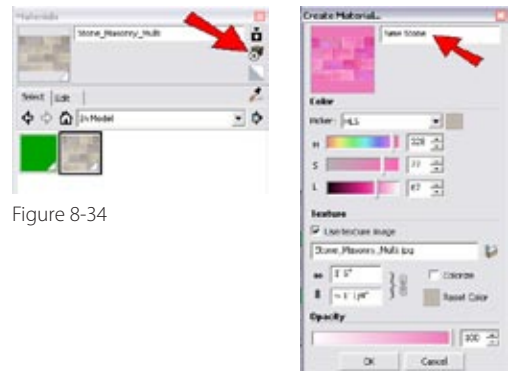 Materials
Stone_Masonry_Multi
Select Edit
In Model
Figure 8-34
Create Material...
New Stone
Color
Picker: HLS
H 328
S 77
L 67
Texture
Use texture image
Stone_Masonry_Multi.jpg
Colorize
Reset Color
Opacity
100
OK Cancel